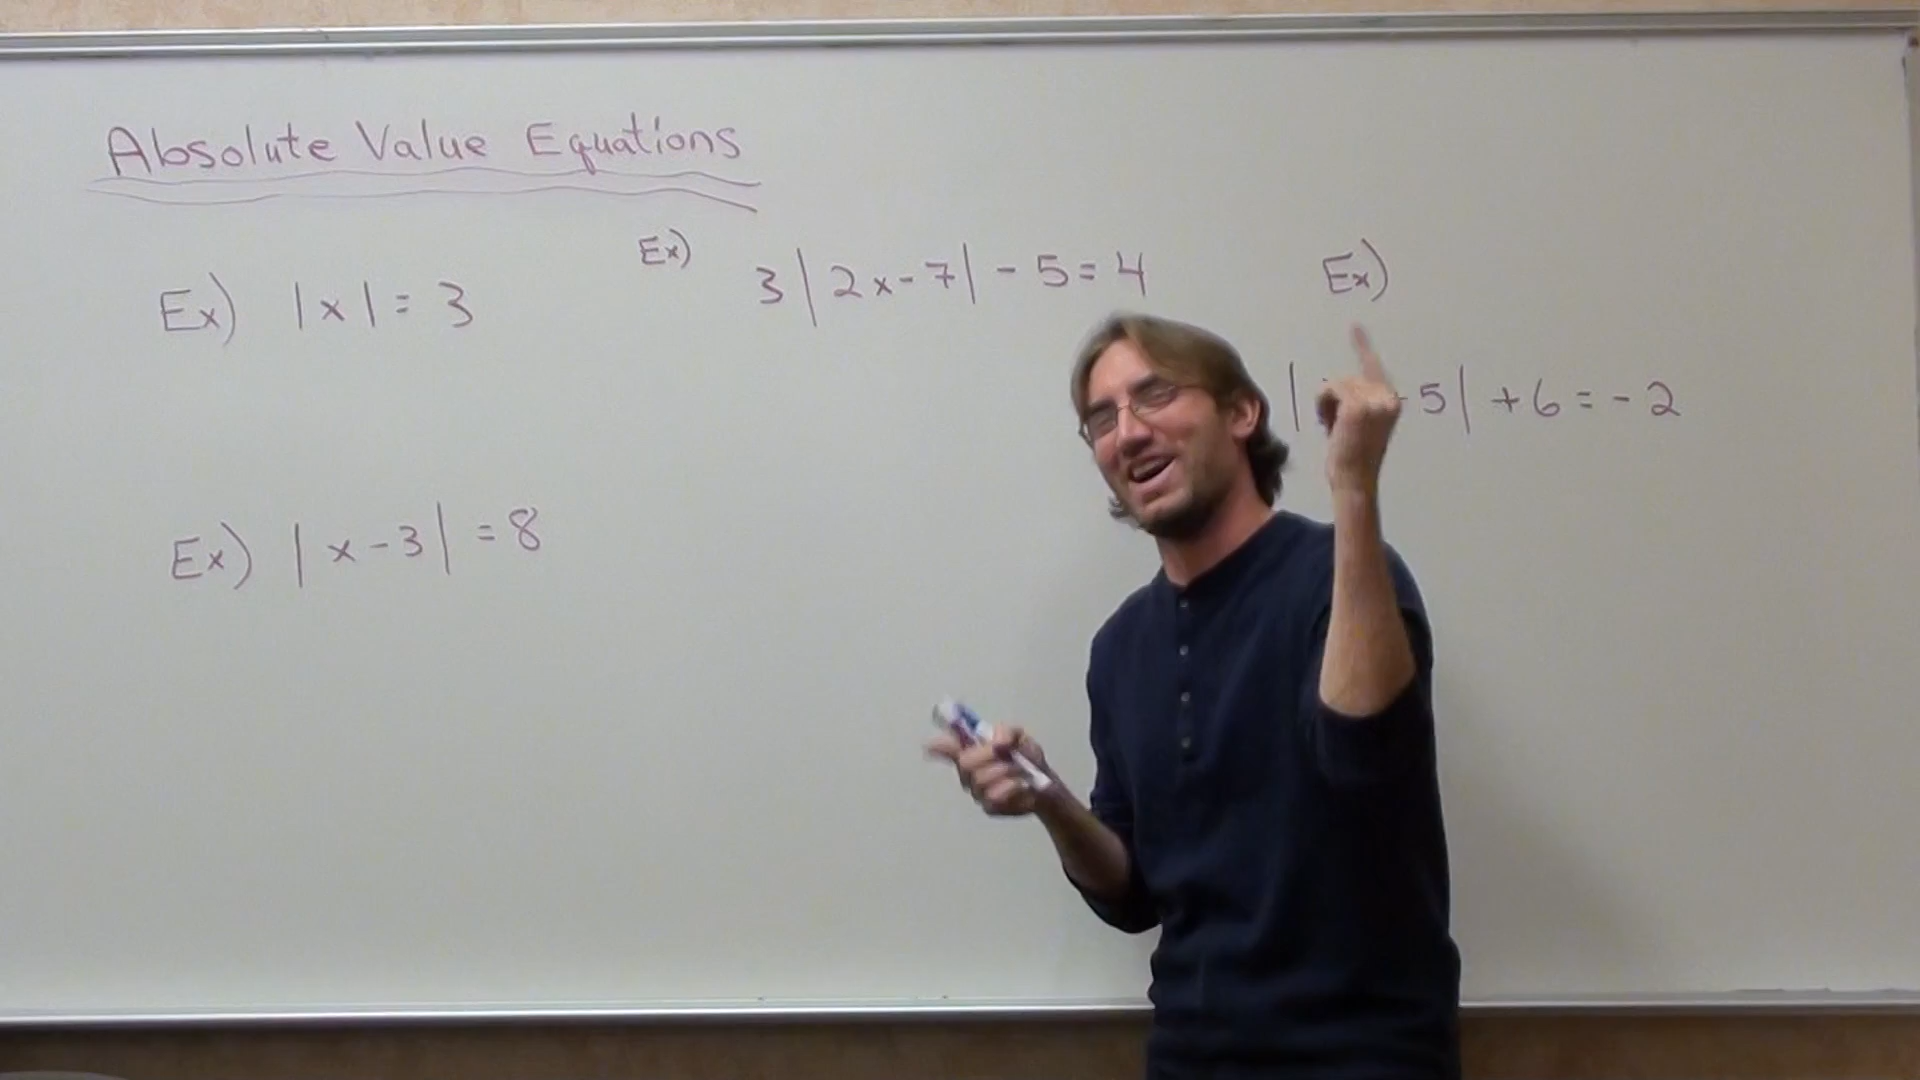 Absolute Value Equations
Ex) |x| = 3
Ex) |x-3| = 8
Ex)
3|2x-7| - 5 = 4
Ex)
- 5| + 6 = - 2